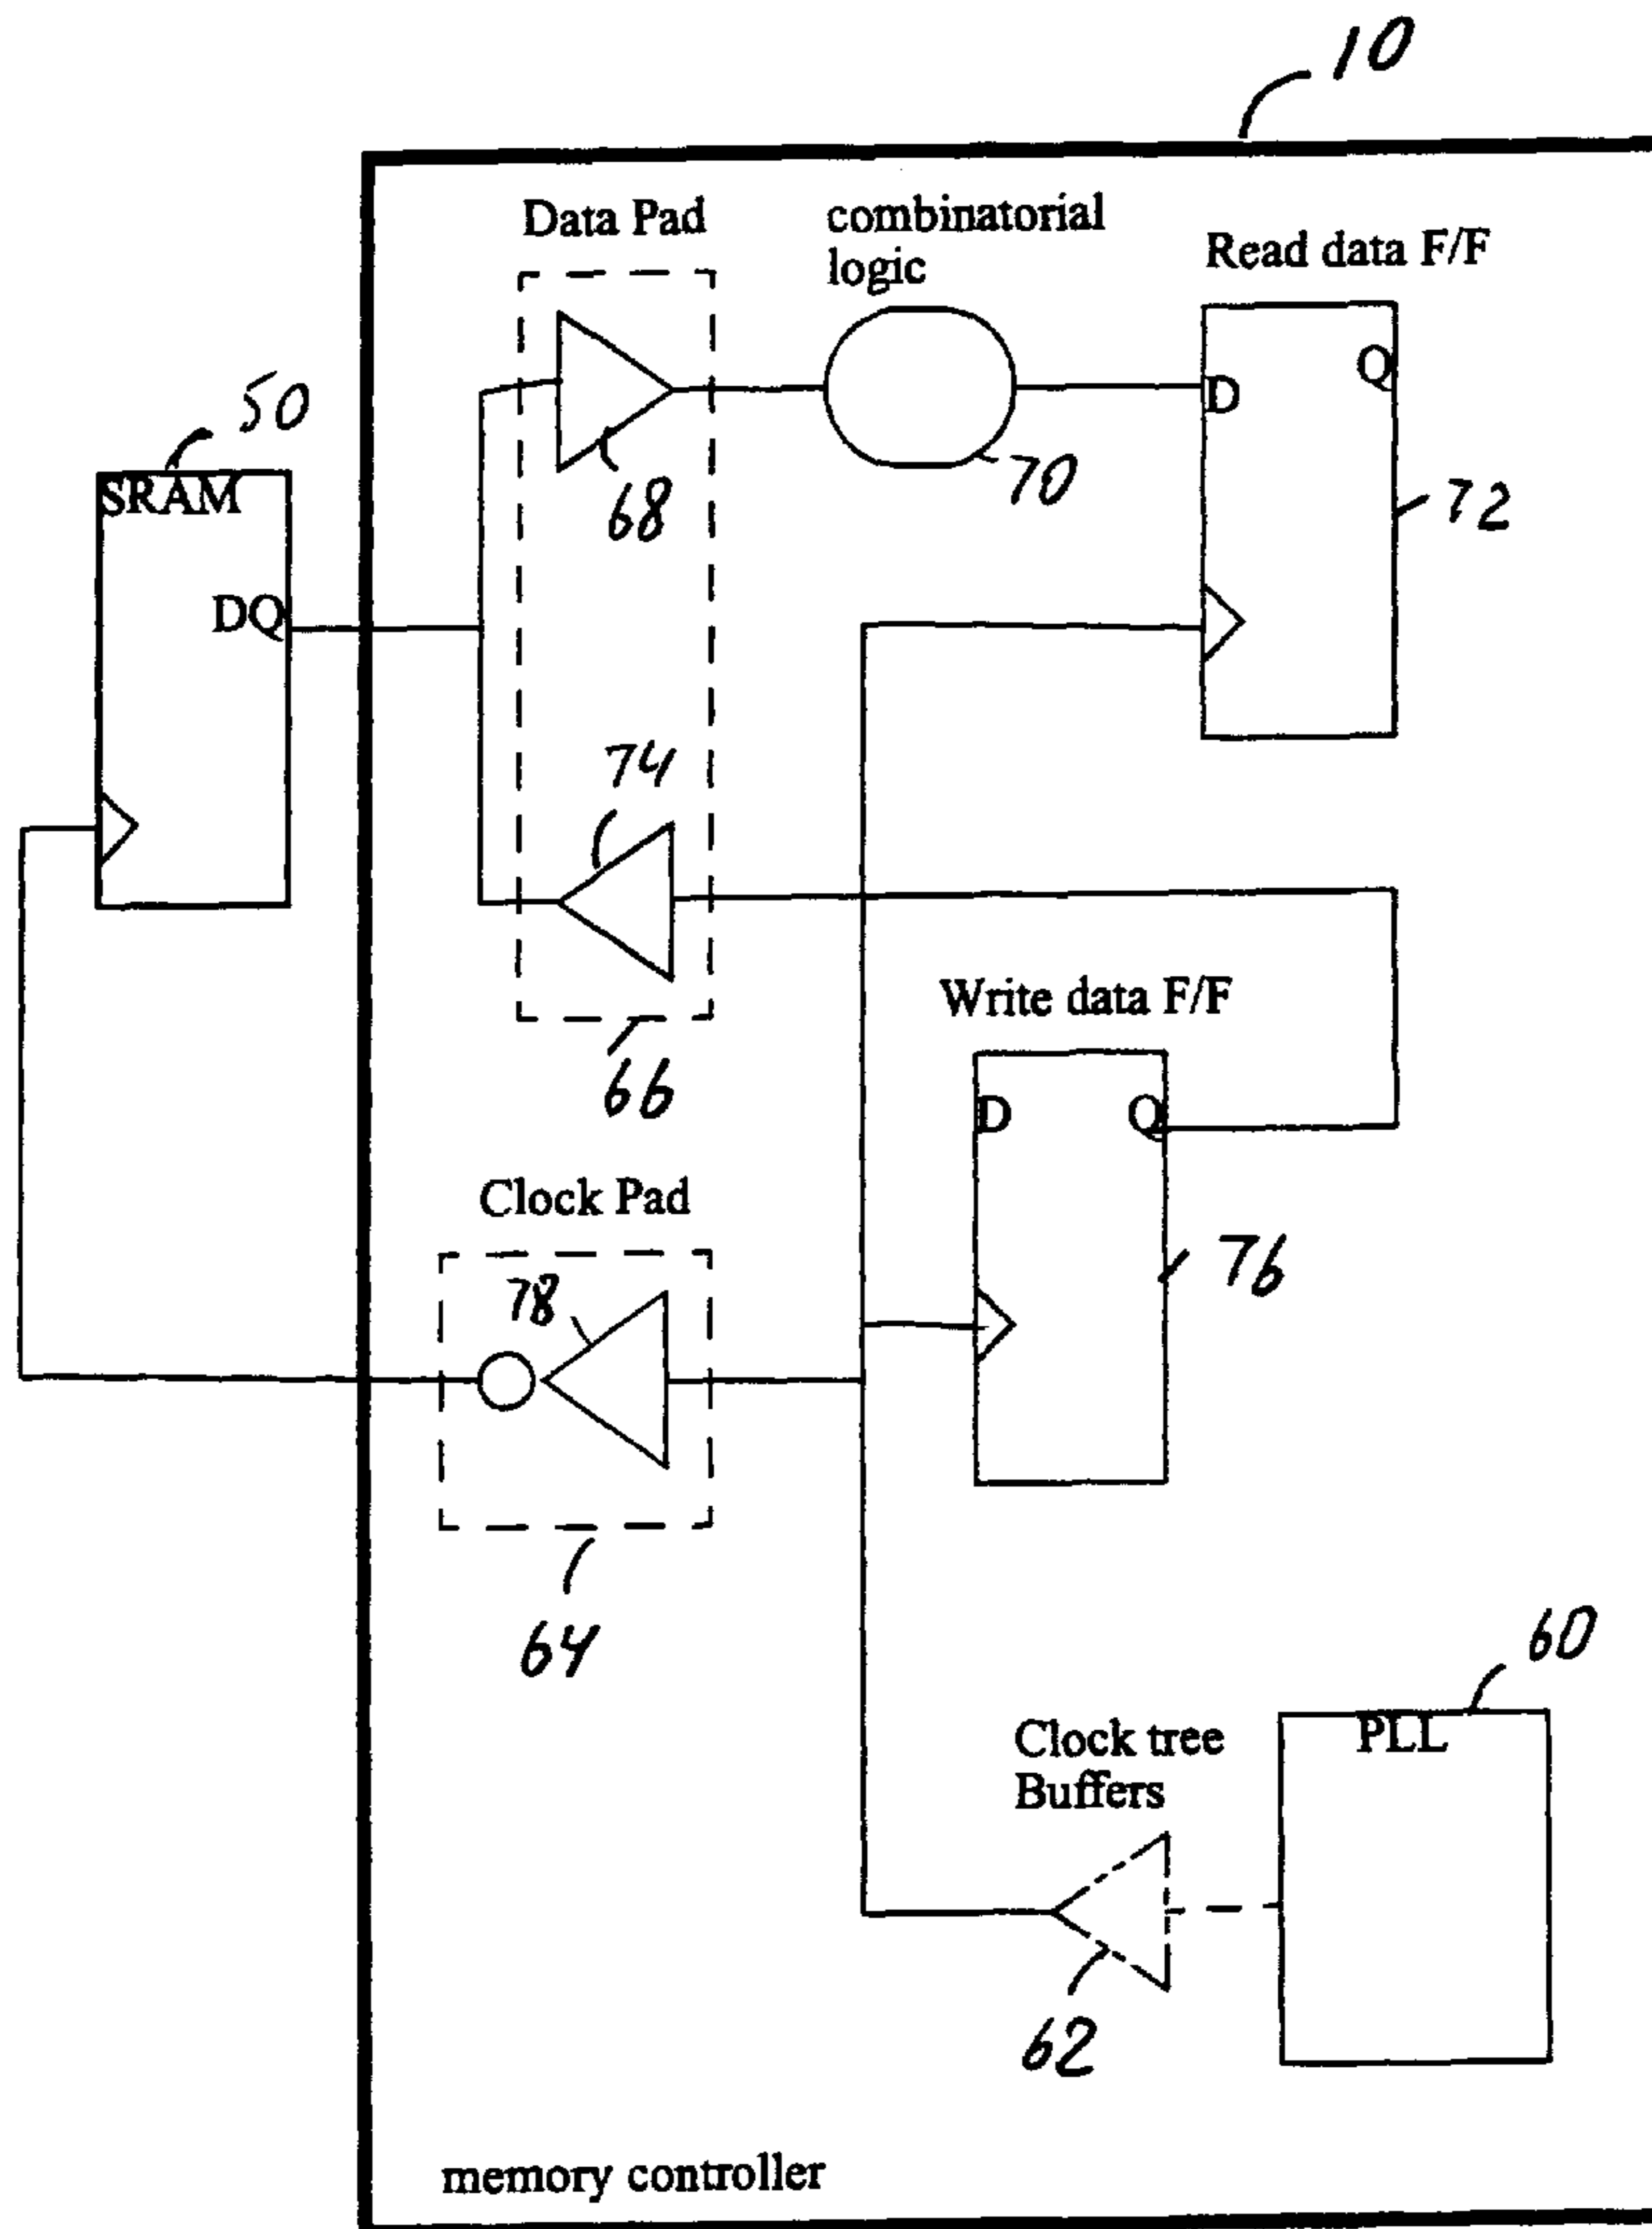 10
Data Pad
combinatorial
logic
Read data F/F
Q
D
50
SRAM
68
70
72
DQ
74
Write data F/F
66
D
Q
Clock Pad
78
76
64
60
PLL
Clock tree
Buffers
62
memory controller